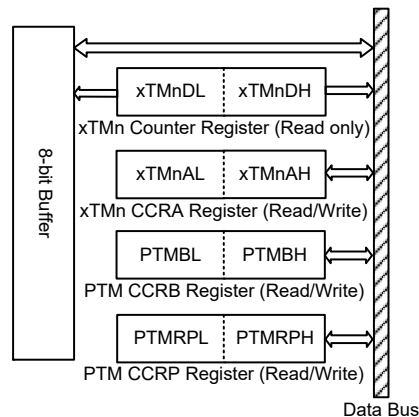 8-bit Buffer
xTMnDL xTMnDH
xTMn Counter Register (Read only)
xTMnAL xTMnAH
xTMn CCRA Register (Read/Write)
PTMBL PTMBH
PTM CCRB Register (Read/Write)
PTMRPL PTMRPH
PTM CCRP Register (Read/Write)
Data Bus